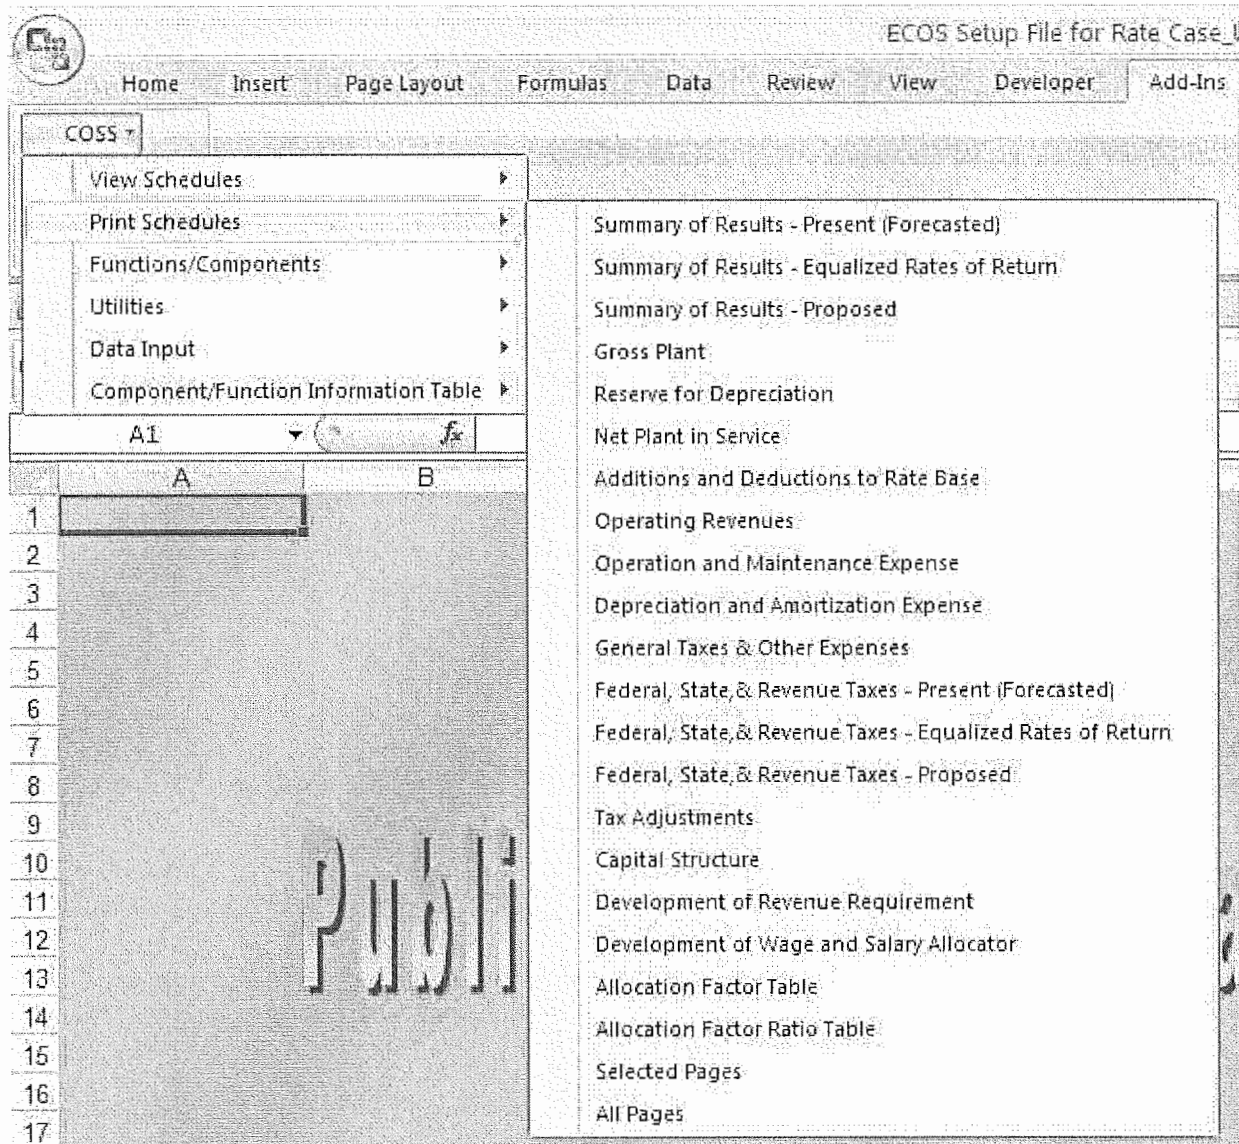 ECOS Setup File for Rate Case_U
Home Insert Page Layout Formulas Data Review View Developer Add-Ins
COSS
View Schedules
Print Schedules
Functions/Components
Utilities
Data Input
Component/Function Information Table
Summary of Results - Present (Forecasted)
Summary of Results - Equalized Rates of Return
Summary of Results - Proposed
Gross Plant
Reserve for Depreciation
Net Plant in Service
Additions and Deductions to Rate Base
Operating Revenues
Operation and Maintenance Expense
Depreciation and Amortization Expense
General Taxes & Other Expenses
Federal, State,& Revenue Taxes - Present (Forecasted)
Federal, State,& Revenue Taxes - Equalized Rates of Return
Federal, State,& Revenue Taxes - Proposed
Tax Adjustments
Capital Structure
Development of Revenue Requirement
Development of Wage and Salary Allocator
Allocation Factor Table
Allocation Factor Ratio Table
Selected Pages
All Pages
A1 fx
A B
1
2
3
4
5
6
7
8
9
10
11
12
13
14
15
16
17
Publi